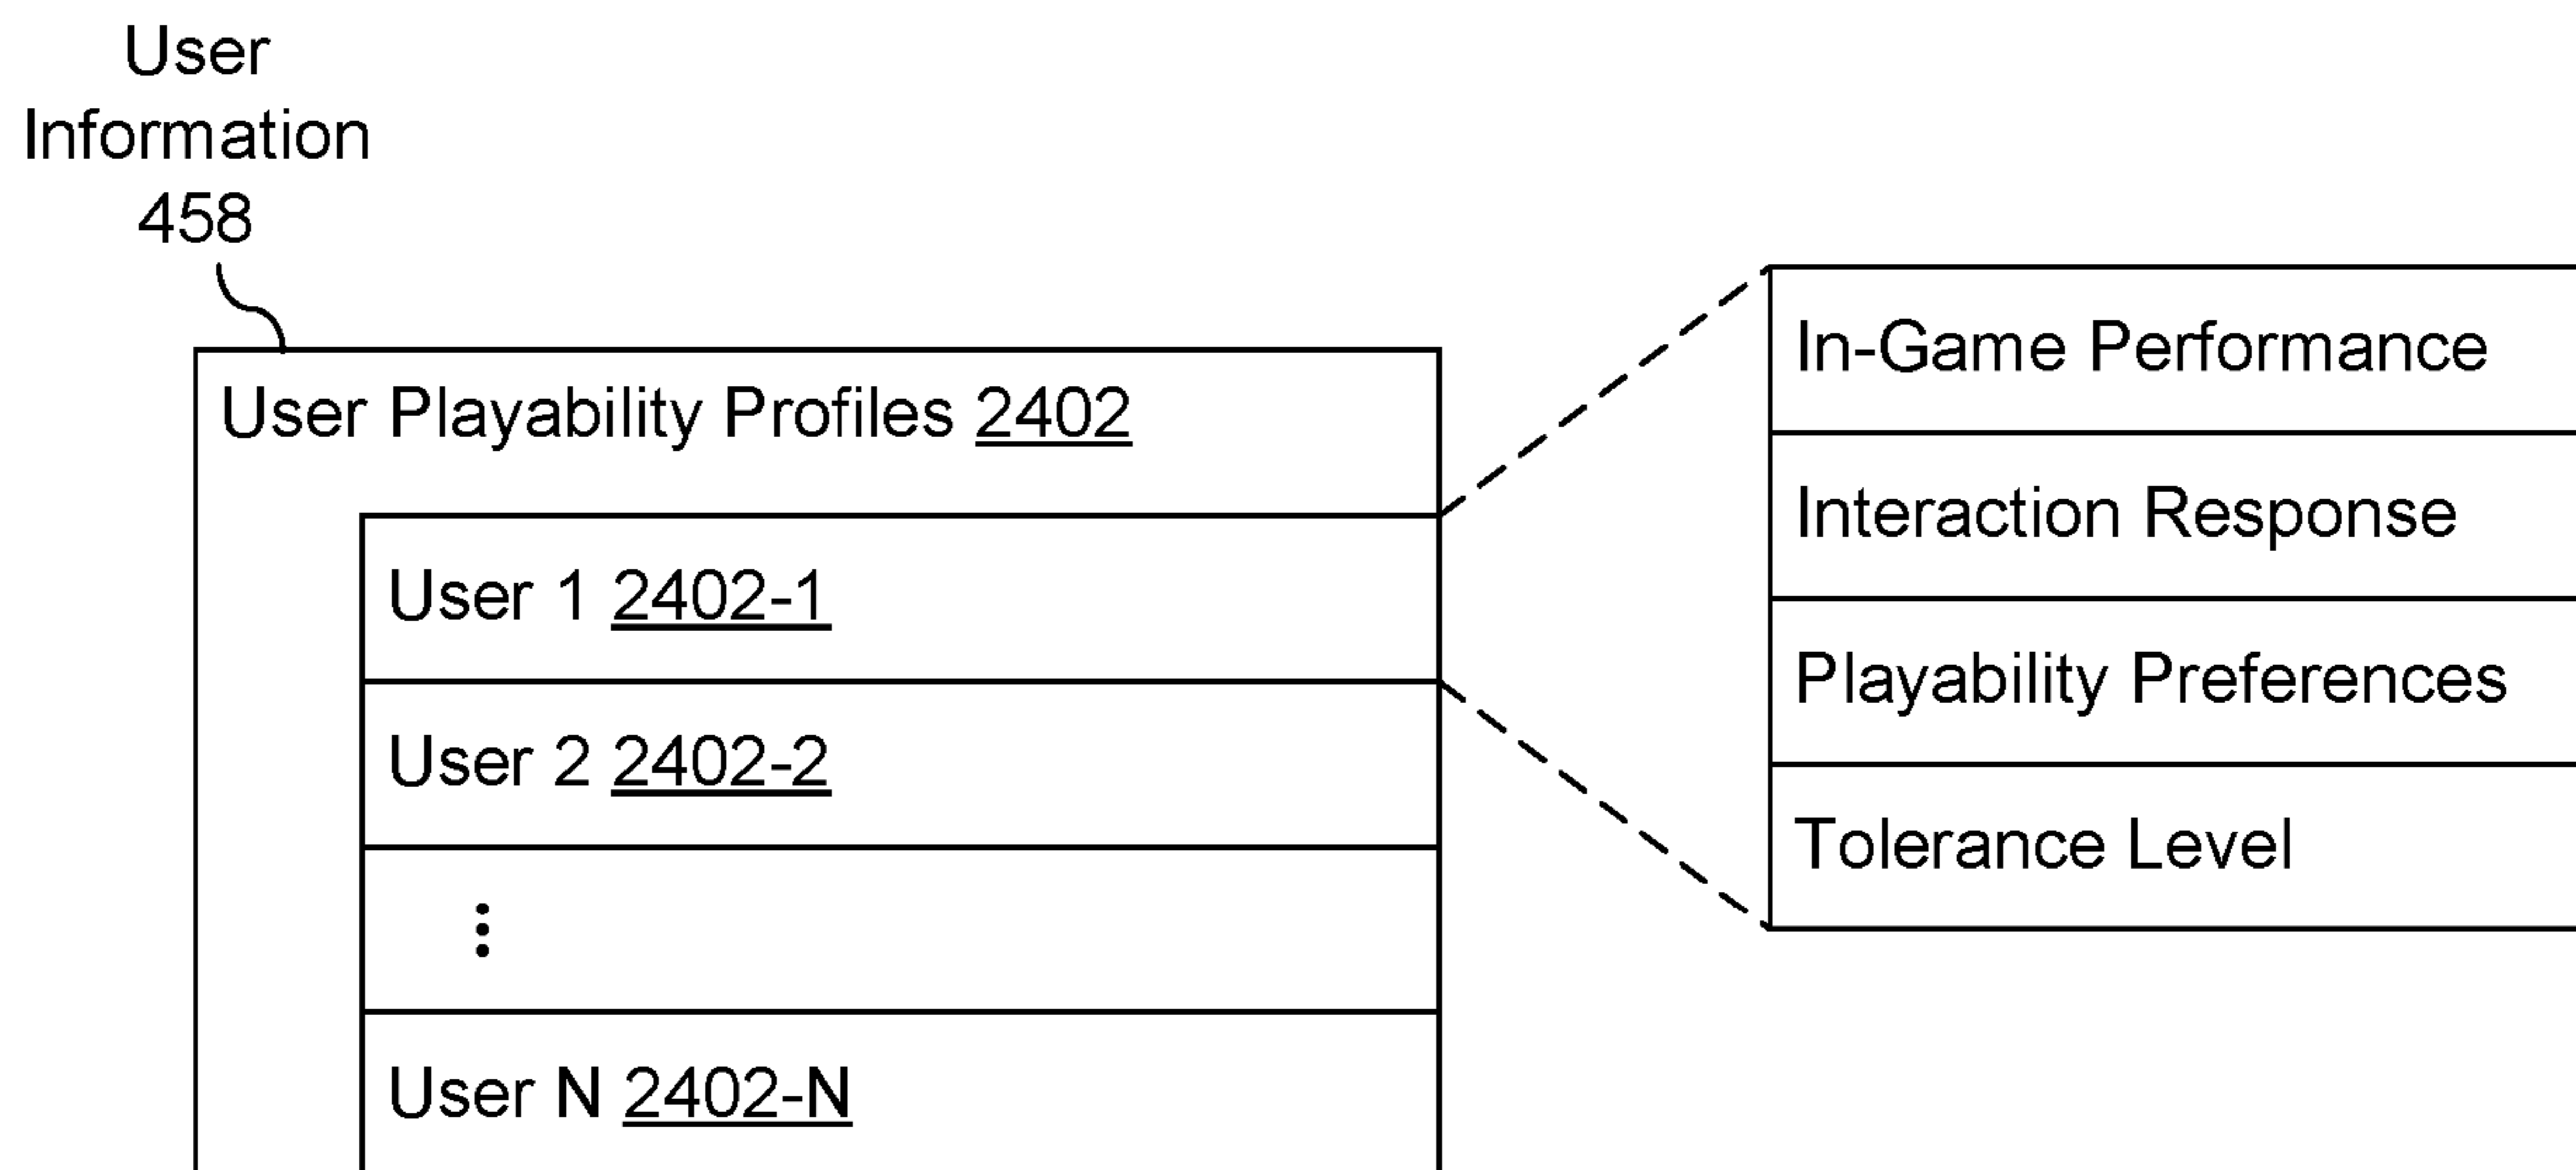 User
Information
458
User Playability Profiles 2402
User 1 2402-1
User 2 2402-2
⋮
User N 2402-N
In-Game Performance
Interaction Response
Playability Preferences
Tolerance Level